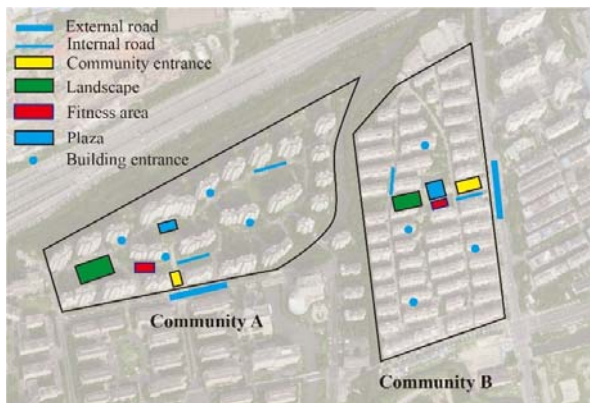 External road
Internal road
Community entrance
Landscape
Fitness area
Plaza
Building entrance
Community A
Community B